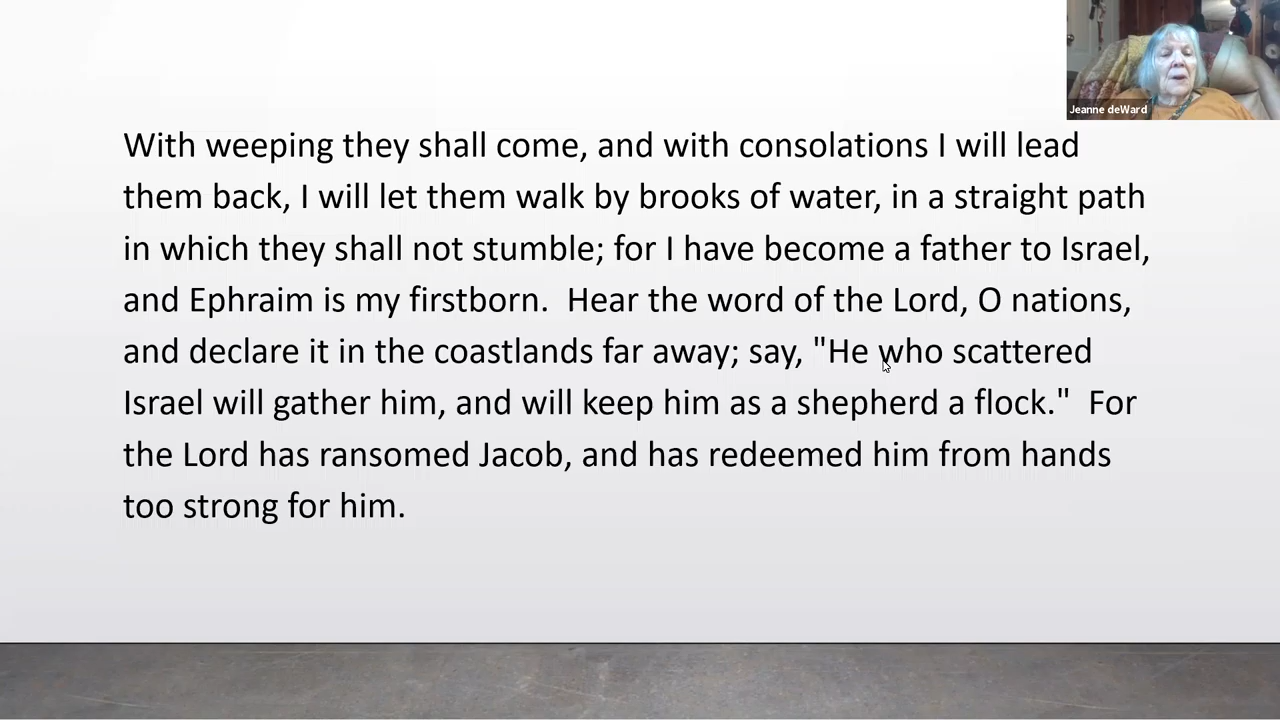 Jeanne deWard
With weeping they shall come, and with consolations I will lead
them back, I will let them walk by brooks of water, in a straight path
in which they shall not stumble; for I have become a father to Israel,
and Ephraim is my firstborn.  Hear the word of the Lord, O nations,
and declare it in the coastlands far away; say, "He who scattered
Israel will gather him, and will keep him as a shepherd a flock."  For
the Lord has ransomed Jacob, and has redeemed him from hands
too strong for him.